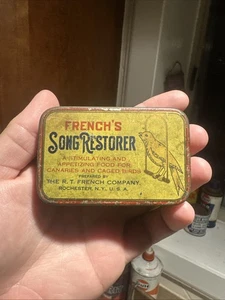 FRENCH'S
SONG RESTORER
A STIMULATING AND
APPETIZING FOOD FOR
CANARIES AND CAGED BIRDS
PREPARED BY
THE R. T. FRENCH COMPANY
ROCHESTER, N.Y., U.S.A.